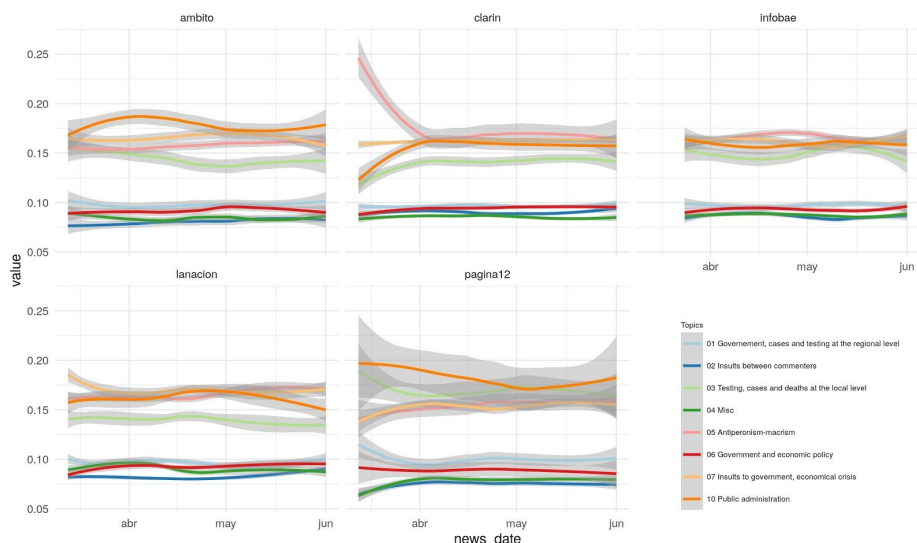 ambito
clarin
infobae
0.25
0.20
0.15
0.10
0.05
abr
may
jun
value
lanacion
pagina12
0.25
0.20
0.15
0.10
0.05
abr
may
jun
abr
may
jun
news_date
Topics
01 Governement, cases and testing at the regional level
02 Insults between commenters
03 Testing, cases and deaths at the local level
04 Misc
05 Antiperonism-macrism
06 Government and economic policy
07 Insults to government, economical crisis
10 Public administration